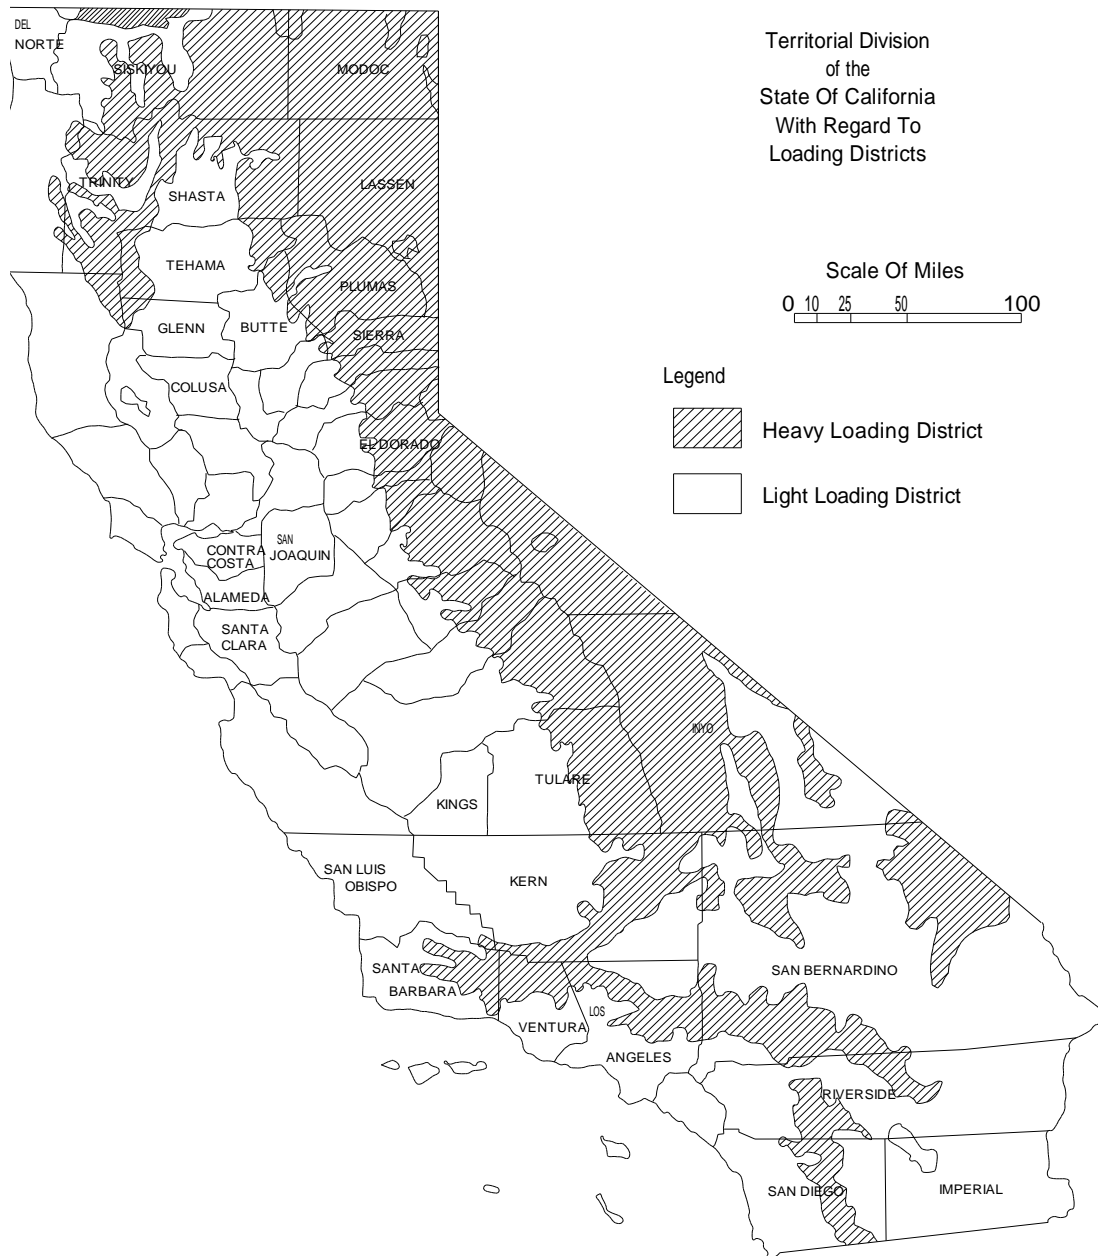 Territorial Division
of the
State Of California
With Regard To
Loading Districts
Scale Of Miles
0 10 25 50 100
Legend
Heavy Loading District
Light Loading District
DEL
NORTE
SISKIYOU
MODOC
TRINITY
SHASTA
LASSEN
TEHAMA
PLUMAS
GLENN
BUTTE
SIERRA
COLUSA
EL DORADO
CONTRA
COSTA
SAN
JOAQUIN
ALAMEDA
SANTA
CLARA
INYO
TULARE
KINGS
SAN LUIS
OBISPO
KERN
SANTA
BARBARA
SAN BERNARDINO
VENTURA
LOS
ANGELES
RIVERSIDE
SAN DIEGO
IMPERIAL